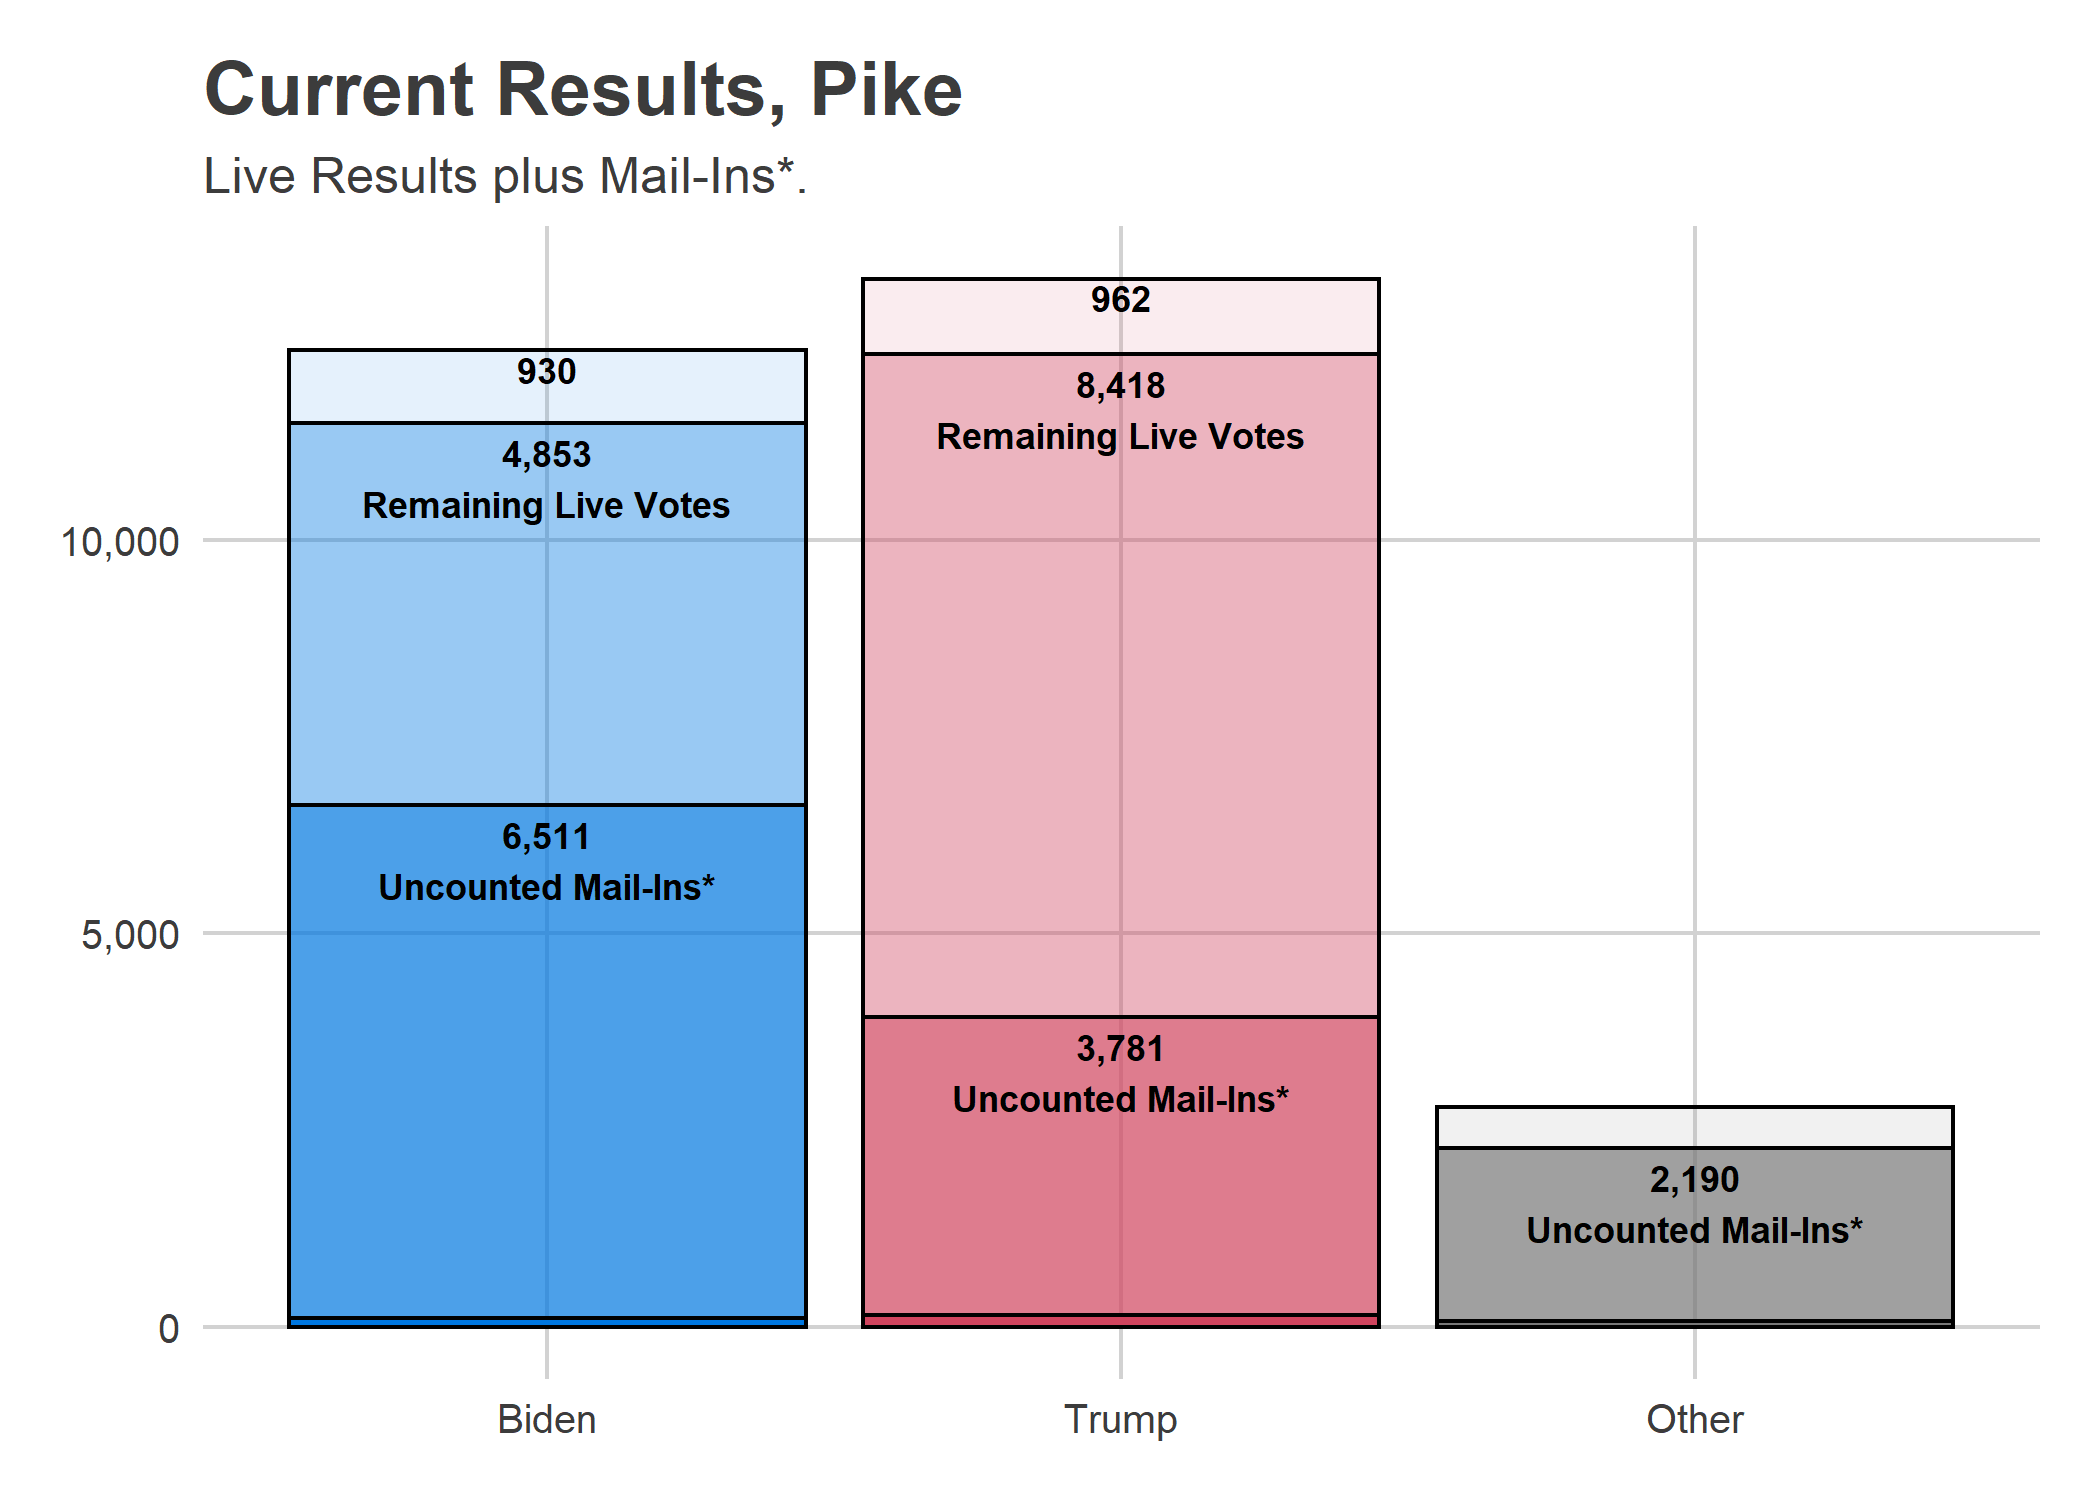 Current Results, Pike
Live Results plus Mail-Ins*.
962
930
8,418
Remaining Live Votes
4,853
Remaining Live Votes
10,000
6,511
Uncounted Mail-Ins*
5,000
3,781
Uncounted Mail-Ins*
2,190
Uncounted Mail-Ins*
0
Biden
Trump
Other